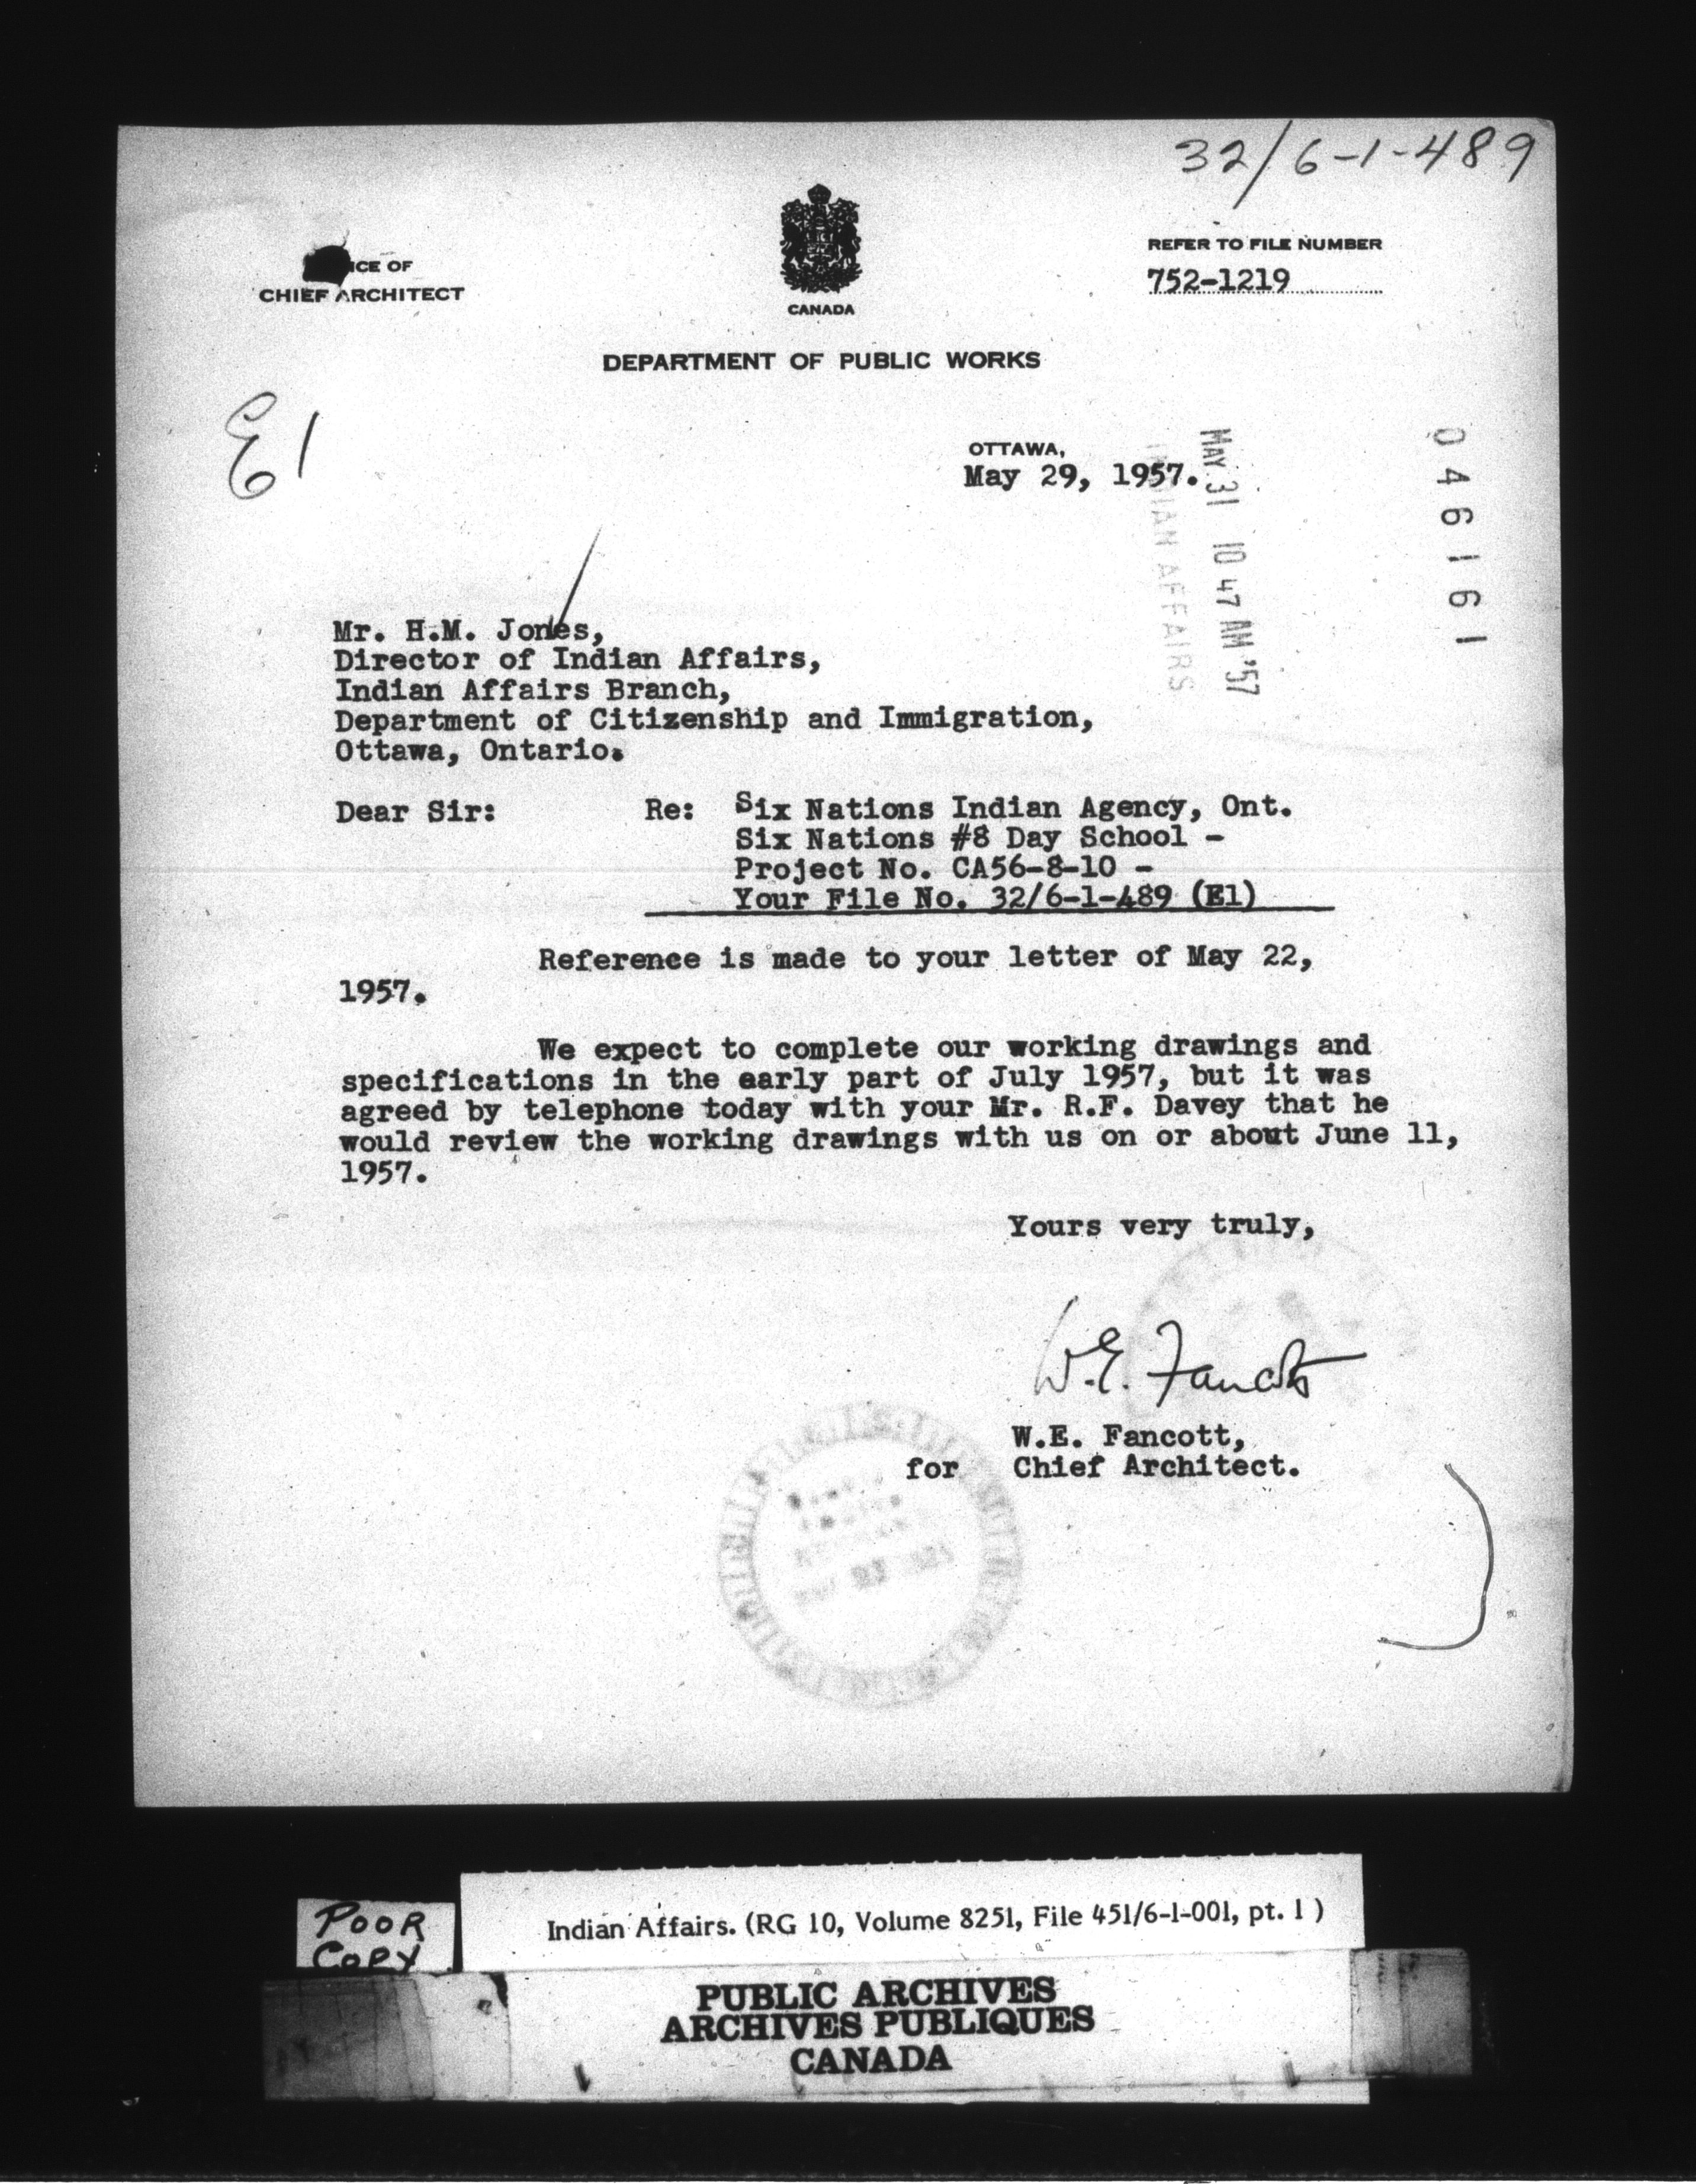 32/6-1-489
ICE OF
CHIEF ARCHITECT
CANADA
REFER TO FILE NUMBER
752-1219
DEPARTMENT OF PUBLIC WORKS
E1
OTTAWA,
May 29, 1957.
MAY 31 10 47 AM '57
INDIAN AFFAIRS
046161
Mr. H.M. Jones,
Director of Indian Affairs,
Indian Affairs Branch,
Department of Citizenship and Immigration,
Ottawa, Ontario.
Dear Sir: Re: Six Nations Indian Agency, Ont.
Six Nations #8 Day School -
Project No. CA56-8-10 -
Your File No. 32/6-1-489 (E1)
Reference is made to your letter of May 22,
1957.
We expect to complete our working drawings and
specifications in the early part of July 1957, but it was
agreed by telephone today with your Mr. R.F. Davey that he
would review the working drawings with us on or about June 11,
1957.
Yours very truly,
W.E. Fancott
W.E. Fancott,
for Chief Architect.
POOR
COPY
Indian Affairs. (RG 10, Volume 8251, File 451/6-1-001, pt. 1)
PUBLIC ARCHIVES
ARCHIVES PUBLIQUES
CANADA